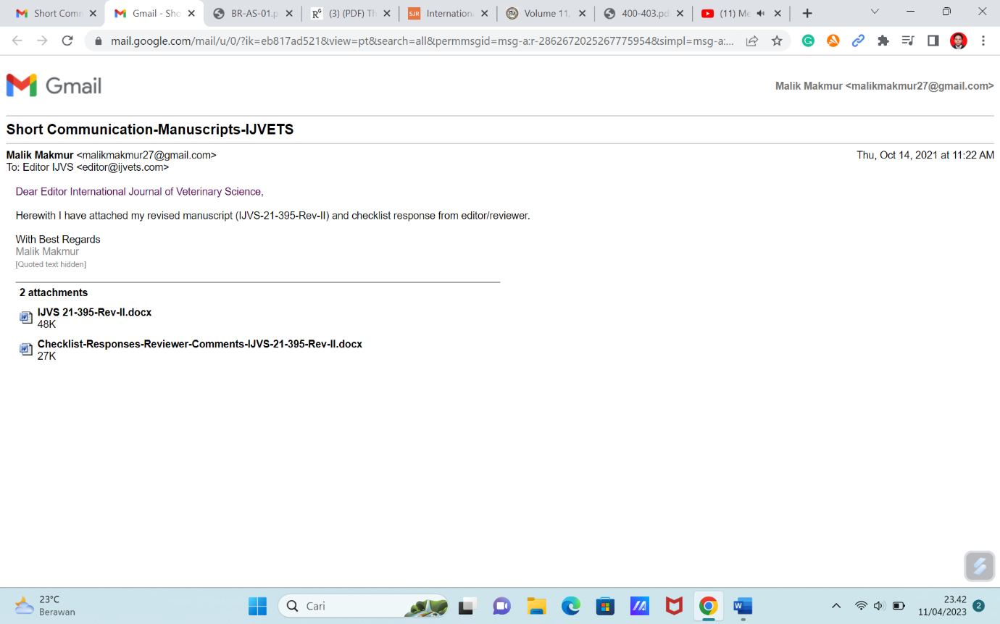 Short Comm
Gmail - Sho
BR-AS-01.p
(3) (PDF) Th
Internation
Volume 11,
400-403.pd
(11) Me
mail.google.com/mail/u/0/?ik=eb817ad521&view=pt&search=all&permmsgid=msg-a:r-2862672025267775954&simpl=msg-a:...
Gmail
Malik Makmur <malikmakmur27@gmail.com>
Short Communication-Manuscripts-IJVETS
Malik Makmur <malikmakmur27@gmail.com>
Thu, Oct 14, 2021 at 11:22 AM
To: Editor IJVS <editor@ijvets.com>
Dear Editor International Journal of Veterinary Science,
Herewith I have attached my revised manuscript (IJVS-21-395-Rev-II) and checklist response from editor/reviewer.
With Best Regards
Malik Makmur
[Quoted text hidden]
2 attachments
IJVS 21-395-Rev-II.docx
48K
Checklist-Responses-Reviewer-Comments-IJVS-21-395-Rev-II.docx
27K
23°C
Berawan
Cari
23.42
11/04/2023
2